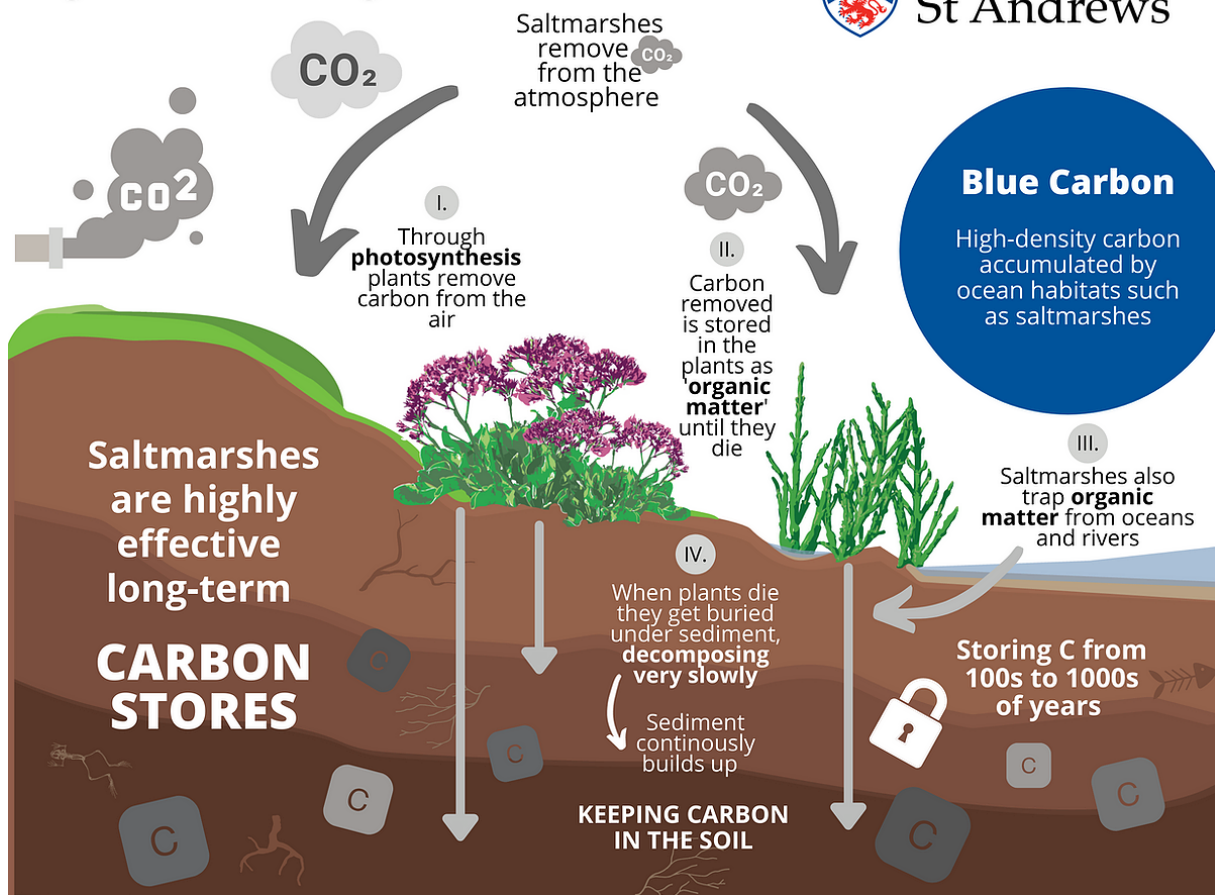 St Andrews
Saltmarshes
remove CO₂
from the
atmosphere
CO₂
CO²
I.
Through
photosynthesis
plants remove
carbon from the
air
CO₂
II.
Carbon
removed
is stored
in the
plants as
'organic
matter'
until they
die
Blue Carbon
High-density carbon
accumulated by
ocean habitats such
as saltmarshes
III.
Saltmarshes also
trap organic
matter from oceans
and rivers
Saltmarshes
are highly
effective
long-term
CARBON
STORES
IV.
When plants die
they get buried
under sediment,
decomposing
very slowly
Sediment
continously
builds up
KEEPING CARBON
IN THE SOIL
Storing C from
100s to 1000s
of years
C
C
C
C
C
C
C